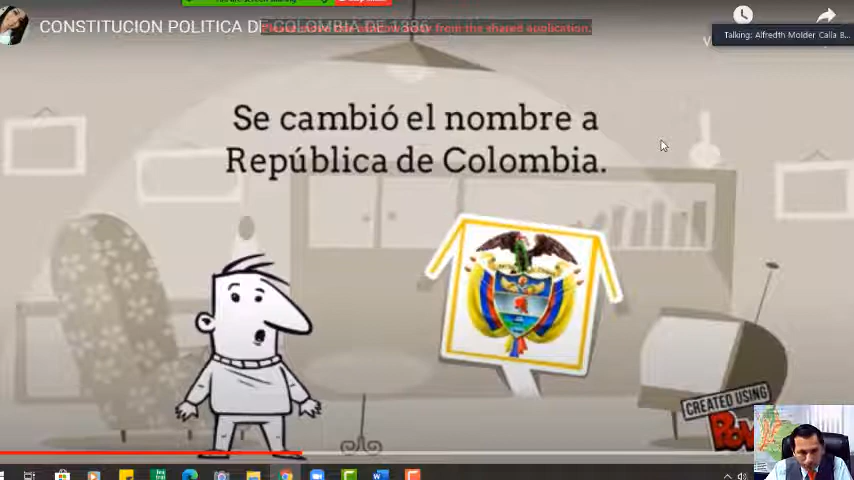 CONSTITUCION POLITICA DE COLOMBIA DE 1886
Talking: Alfredth Molder Calla B...
Se cambió el nombre a
República de Colombia.
CREATED USING